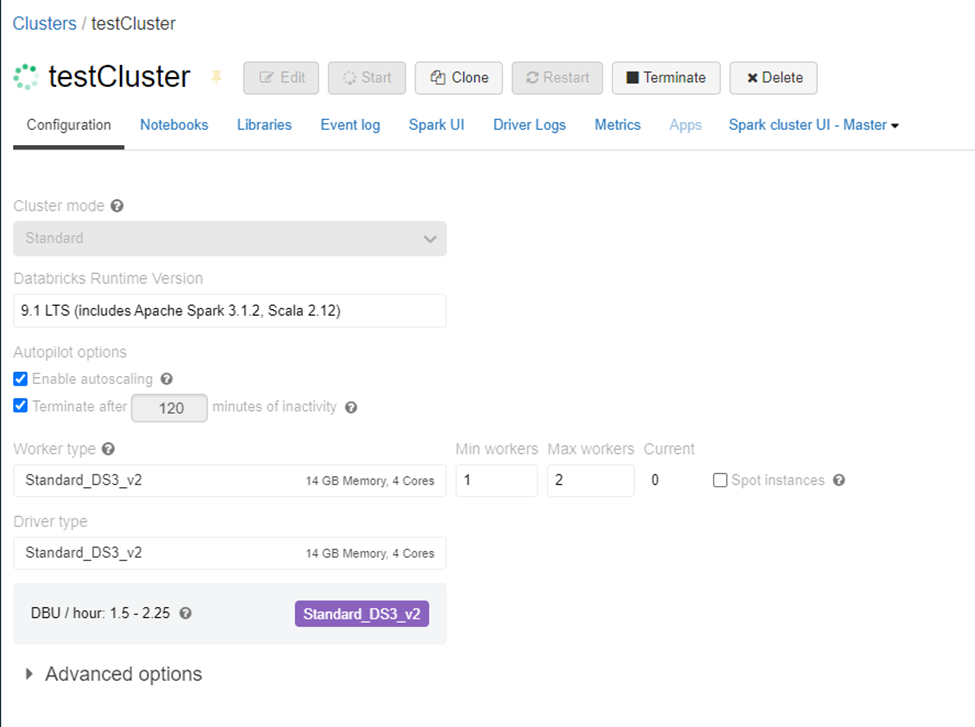 Clusters / testCluster
testCluster Edit Start Clone Restart Terminate Delete
Configuration Notebooks Libraries Event log Spark UI Driver Logs Metrics Apps Spark cluster UI - Master
Cluster mode
Standard
Databricks Runtime Version
9.1 LTS (includes Apache Spark 3.1.2, Scala 2.12)
Autopilot options
Enable autoscaling
Terminate after 120 minutes of inactivity
Worker type Min workers Max workers Current
Standard_DS3_v2 14 GB Memory, 4 Cores 1 2 0 Spot instances
Driver type
Standard_DS3_v2 14 GB Memory, 4 Cores
DBU / hour: 1.5 - 2.25 Standard_DS3_v2
Advanced options